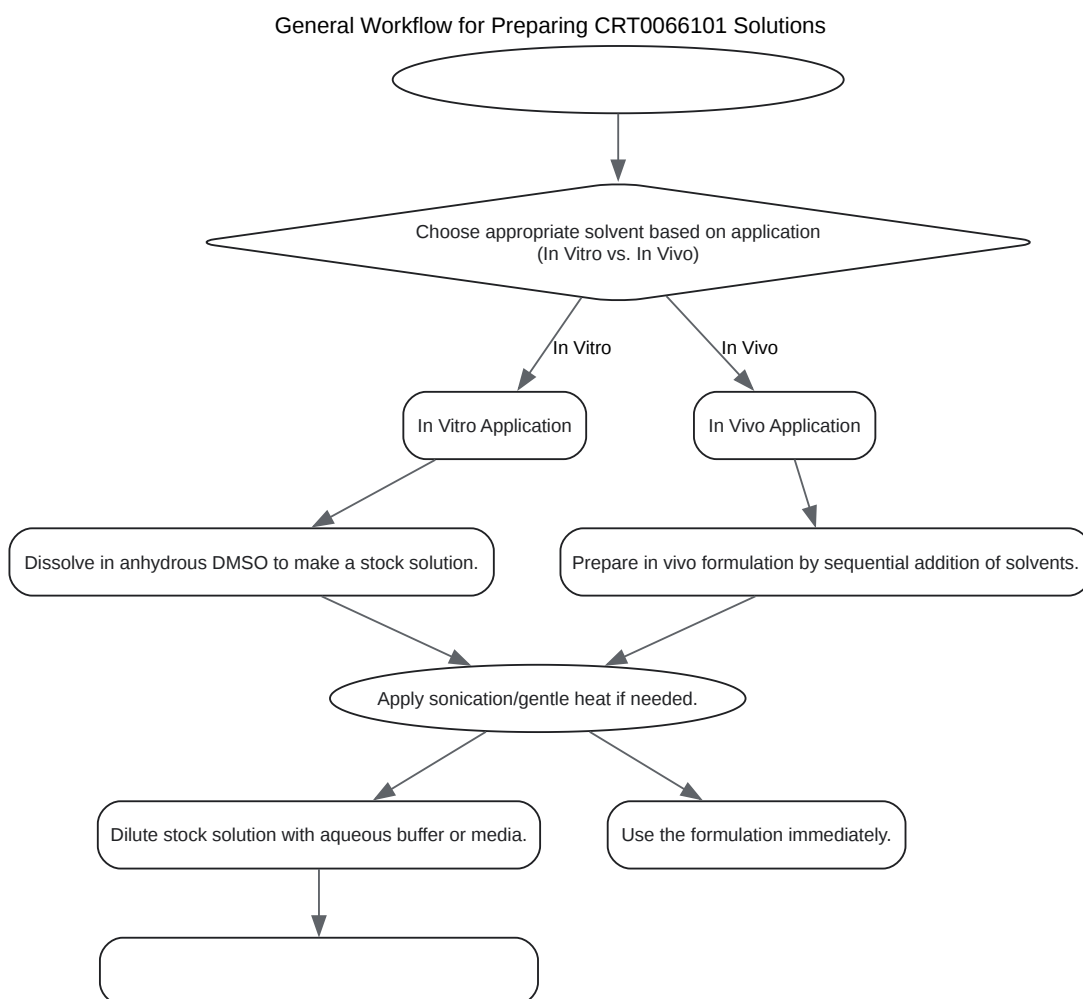 General Workflow for Preparing CRT0066101 Solutions
Choose appropriate solvent based on application
(In Vitro vs. In Vivo)
In Vitro
In Vivo
In Vitro Application
In Vivo Application
Dissolve in anhydrous DMSO to make a stock solution.
Prepare in vivo formulation by sequential addition of solvents.
Apply sonication/gentle heat if needed.
Dilute stock solution with aqueous buffer or media.
Use the formulation immediately.